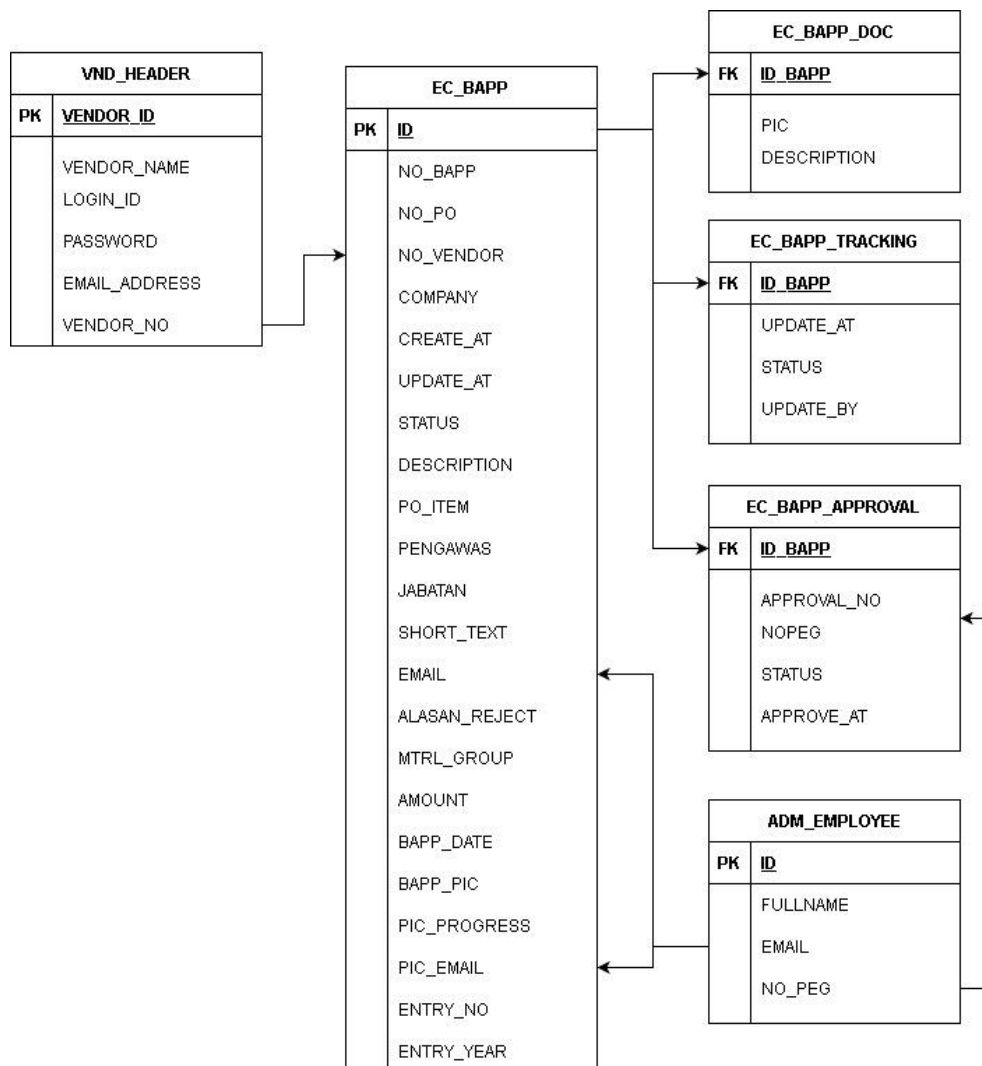 VND_HEADER
PK VENDOR_ID
VENDOR_NAME
LOGIN_ID
PASSWORD
EMAIL_ADDRESS
VENDOR_NO
EC_BAPP
PK ID
NO_BAPP
NO_PO
NO_VENDOR
COMPANY
CREATE_AT
UPDATE_AT
STATUS
DESCRIPTION
PO_ITEM
PENGAWAS
JABATAN
SHORT_TEXT
EMAIL
ALASAN_REJECT
MTRL_GROUP
AMOUNT
BAPP_DATE
BAPP_PIC
PIC_PROGRESS
PIC_EMAIL
ENTRY_NO
ENTRY_YEAR
EC_BAPP_DOC
FK ID_BAPP
PIC
DESCRIPTION
EC_BAPP_TRACKING
FK ID_BAPP
UPDATE_AT
STATUS
UPDATE_BY
EC_BAPP_APPROVAL
FK ID_BAPP
APPROVAL_NO
NOPEG
STATUS
APPROVE_AT
ADM_EMPLOYEE
PK ID
FULLNAME
EMAIL
NO_PEG